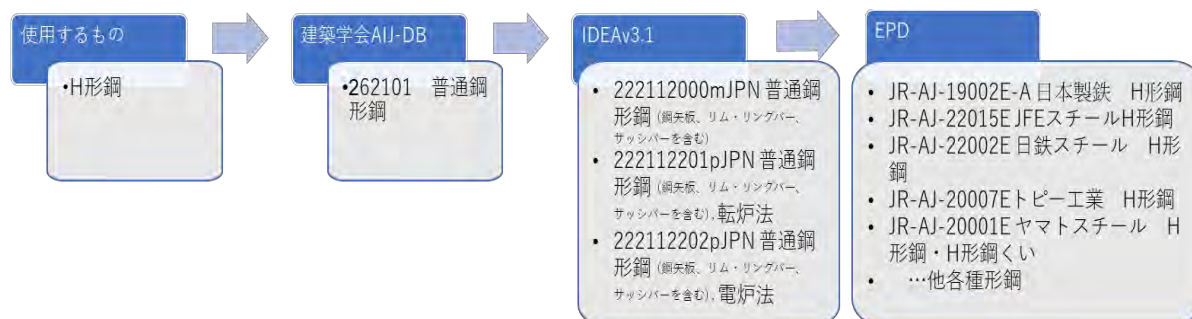 使用するもの
•H形鋼
建築学会AIJ-DB
•262101　普通鋼
形鋼
IDEAv3.1
• 222112000mJPN 普通鋼
形鋼 (鋼矢板、リム・リングバー、
サッシバーを含む)
• 222112201pJPN 普通鋼
形鋼 (鋼矢板、リム・リングバー、
サッシバーを含む), 転炉法
• 222112202pJPN 普通鋼
形鋼 (鋼矢板、リム・リングバー、
サッシバーを含む), 電炉法
EPD
• JR-AJ-19002E-A 日本製鉄　H形鋼
• JR-AJ-22015E JFEスチールH形鋼
• JR-AJ-22002E 日鉄スチール　H形
鋼
• JR-AJ-20007Eトピー工業　H形鋼
• JR-AJ-20001E ヤマトスチール　H
形鋼・H形鋼くい
•　…他各種形鋼